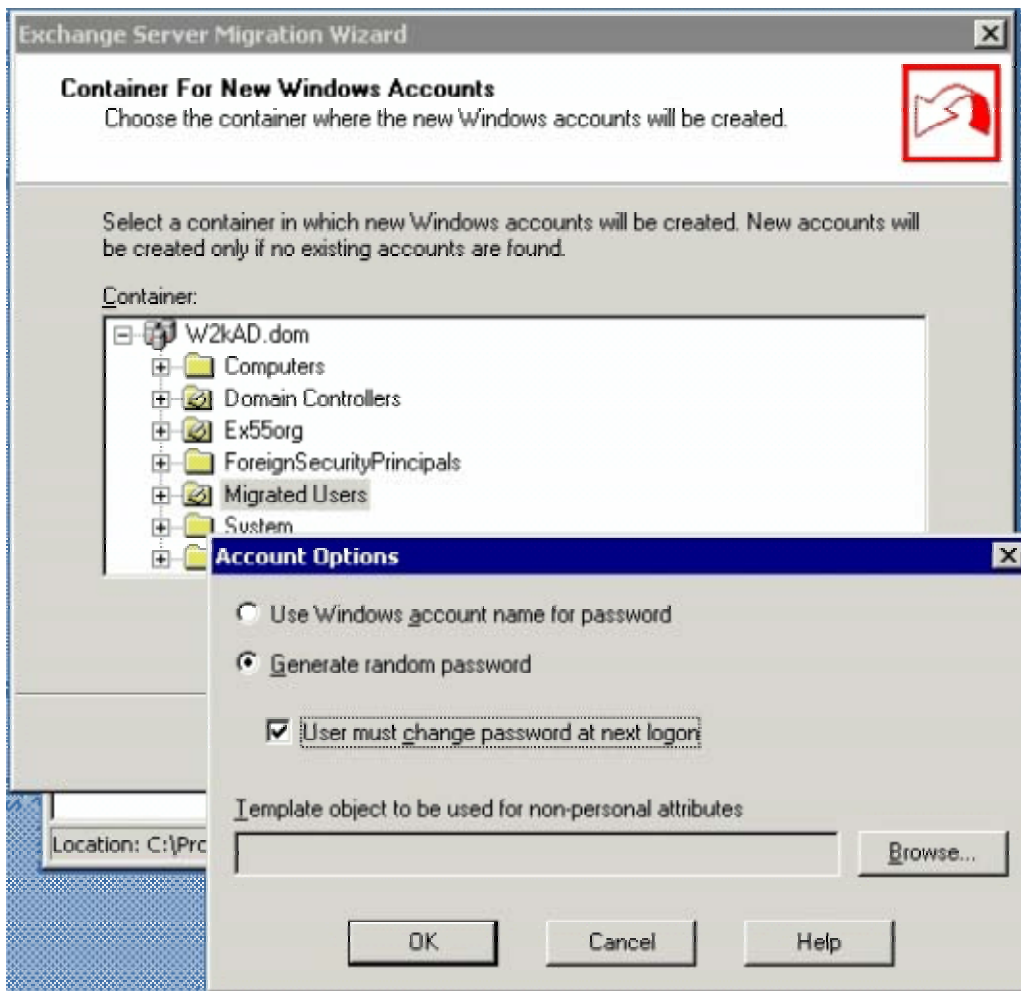 Exchange Server Migration Wizard
Container For New Windows Accounts
Choose the container where the new Windows accounts will be created.
Select a container in which new Windows accounts will be created. New accounts will
be created only if no existing accounts are found.
Container:
W2kAD.dom
Computers
Domain Controllers
Ex55org
ForeignSecurityPrincipals
Migrated Users
System
Account Options
Use Windows account name for password
Generate random password
User must change password at next logon
Template object to be used for non-personal attributes
Browse...
Location: C:\Pro
OK
Cancel
Help